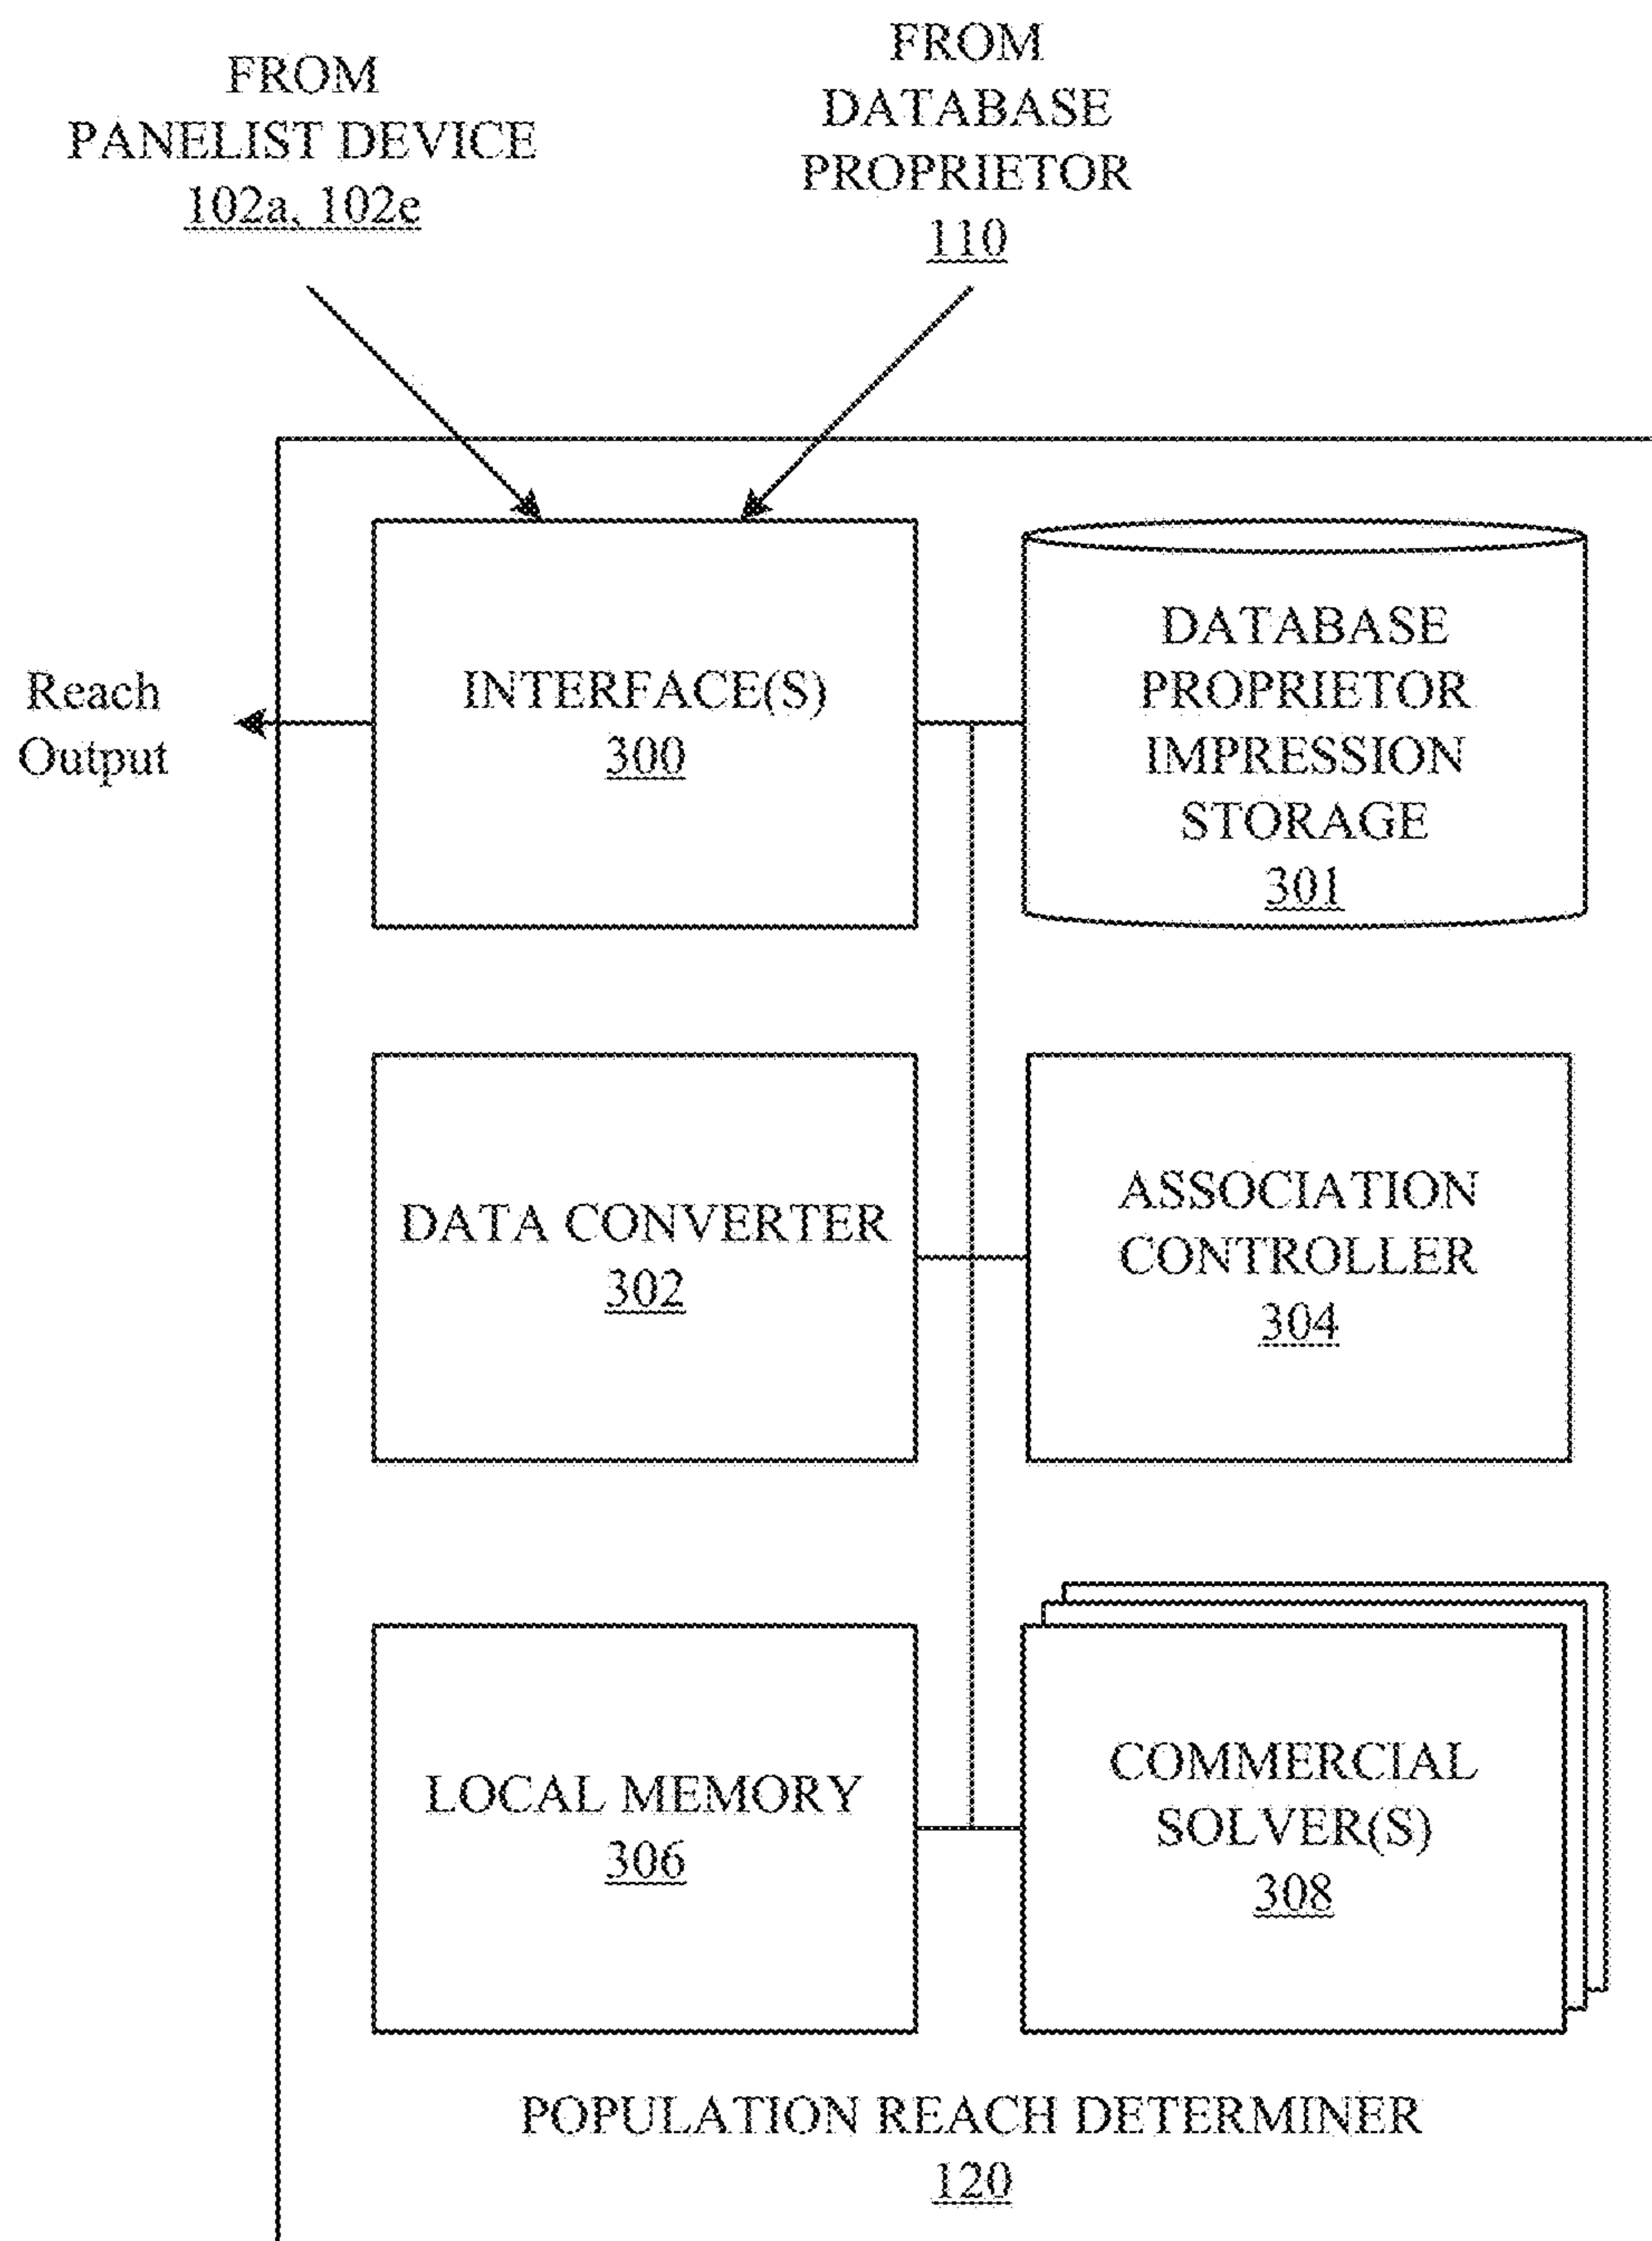 FROM
PANELIST DEVICE
102a, 102e
FROM
DATABASE
PROPRIETOR
110
Reach
Output
INTERFACE(S)
300
DATABASE
PROPRIETOR
IMPRESSION
STORAGE
301
DATA CONVERTER
302
ASSOCIATION
CONTROLLER
304
LOCAL MEMORY
306
COMMERCIAL
SOLVER(S)
308
POPULATION REACH DETERMINER
120